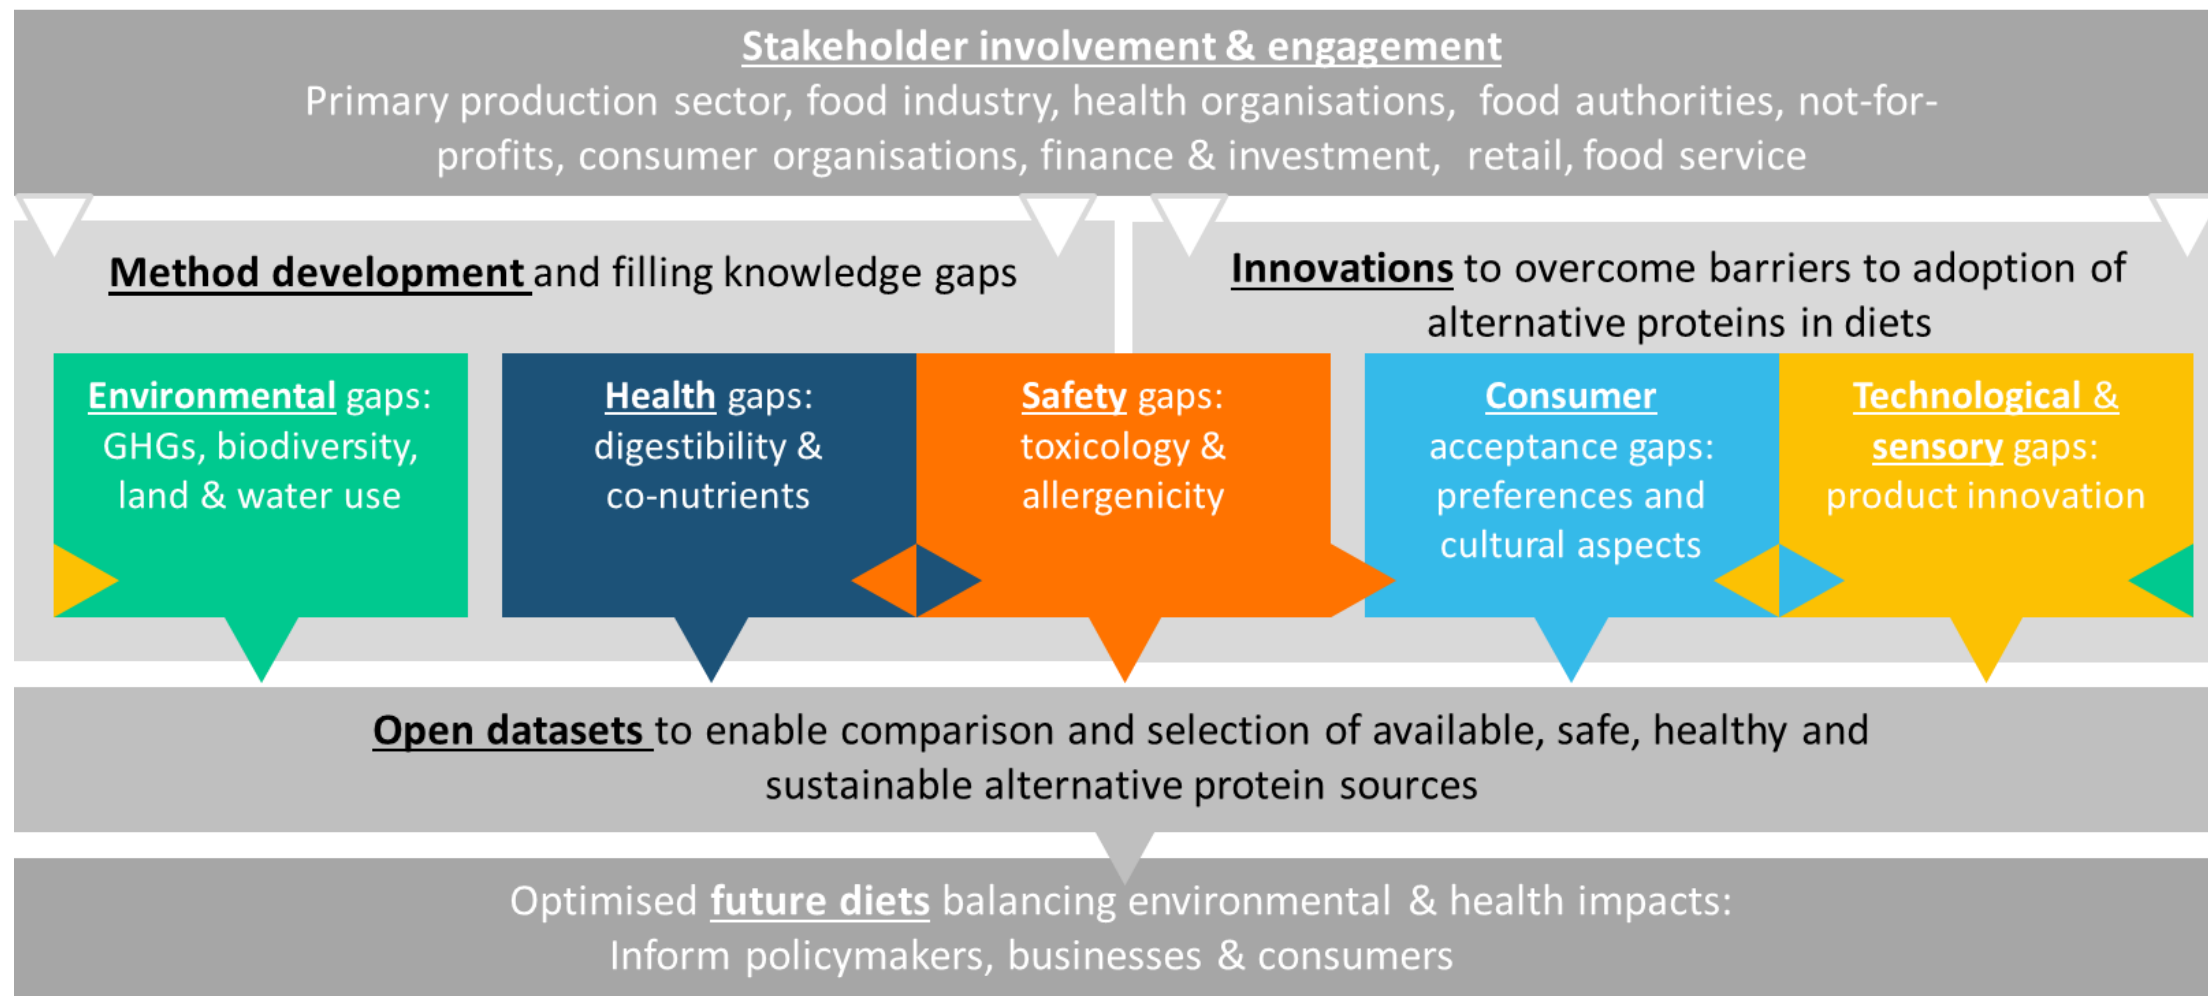 Stakeholder involvement & engagement
Primary production sector, food industry, health organisations, food authorities, not-for-
profits, consumer organisations, finance & investment, retail, food service
Method development and filling knowledge gaps
Innovations to overcome barriers to adoption of
alternative proteins in diets
Environmental gaps:
GHGs, biodiversity,
land & water use
Health gaps:
digestibility &
co-nutrients
Safety gaps:
toxicology &
allergenicity
Consumer
acceptance gaps:
preferences and
cultural aspects
Technological &
sensory gaps:
product innovation
Open datasets to enable comparison and selection of available, safe, healthy and
sustainable alternative protein sources
Optimised future diets balancing environmental & health impacts:
Inform policymakers, businesses & consumers